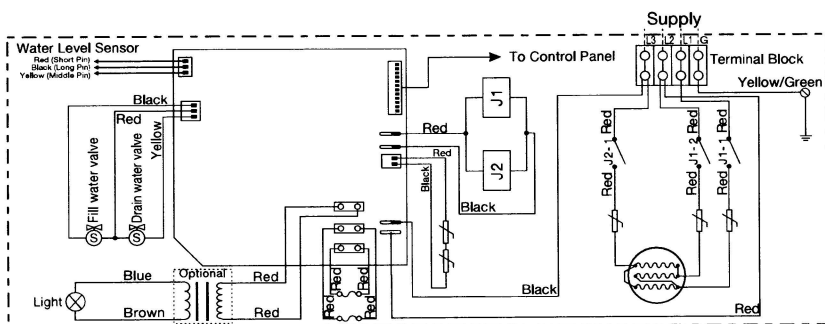 Supply
L3 L2 L1 G
Water Level Sensor
Red (Short Pin)
Black (Long Pin)
Yellow (Middle Pin)
To Control Panel
Terminal Block
Yellow/Green
Black
Red
Yellow
Fill water valve
Drain water valve
S
S
J1
J2
Red
Red
Black
Black
Red
Red
Red
J2-1
J1-2
J1-1
Red
Red
Red
Optional
Blue
Red
Light
Brown
Red
Red
Red
Red
Red
Black
Red